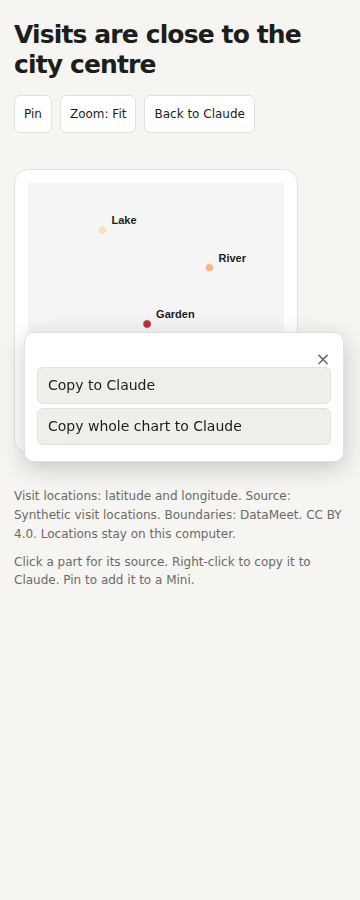 Visits are close to the
city centre
Pin
Zoom: Fit
Back to Claude
Lake
River
Garden
×
Copy to Claude
Copy whole chart to Claude
Visit locations: latitude and longitude. Source:
Synthetic visit locations. Boundaries: DataMeet. CC BY
4.0. Locations stay on this computer.
Click a part for its source. Right-click to copy it to
Claude. Pin to add it to a Mini.